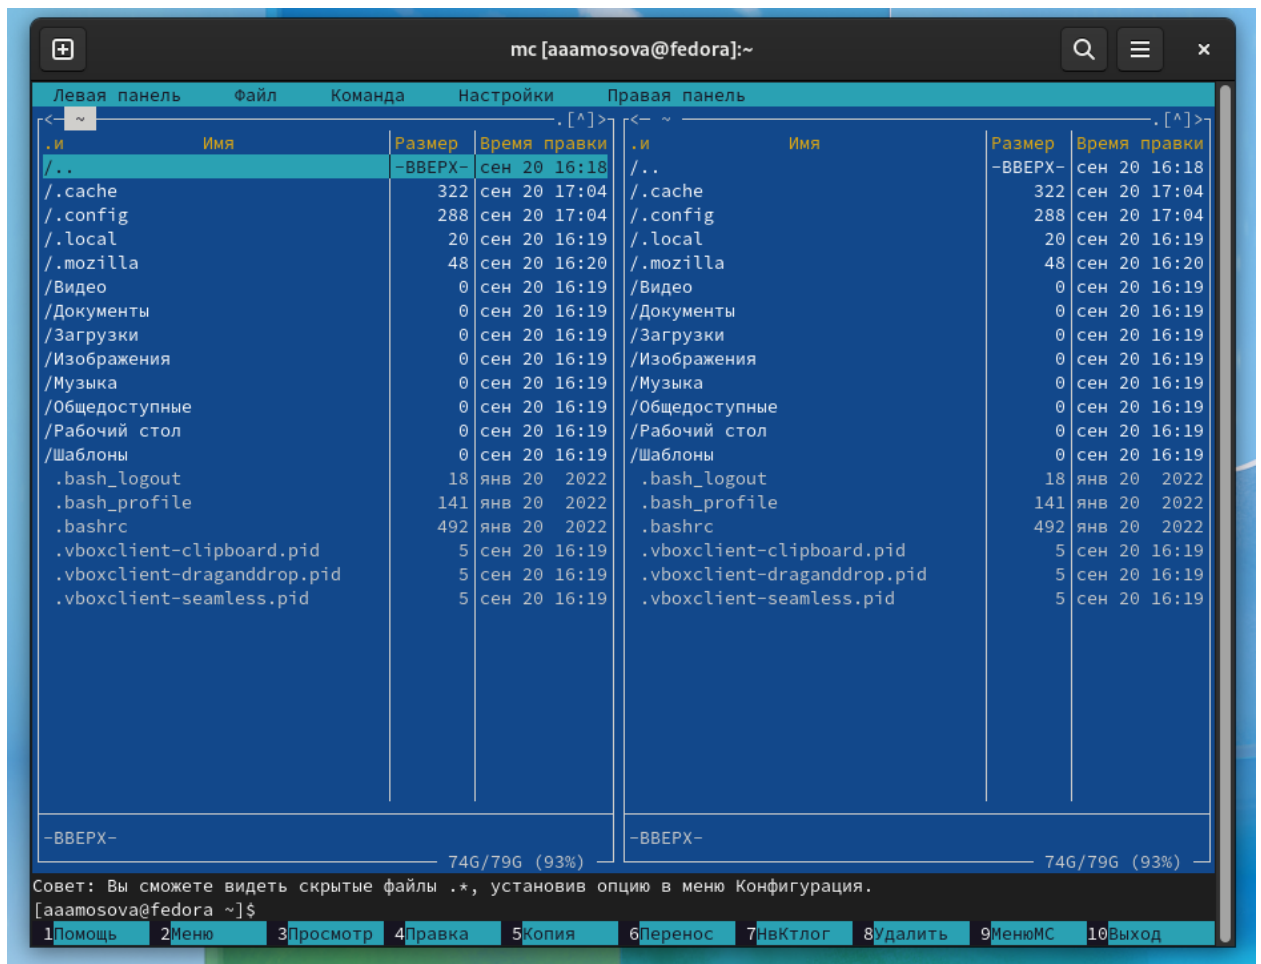 mc [aaamosova@fedora]:~
Левая панель Файл Команда Настройки Правая панель
<— ~ .[^]> <— ~ .[^]>
.и Имя Размер Время правки .и Имя Размер Время правки
/.. -ВВЕРХ- сен 20 16:18 /.. -ВВЕРХ- сен 20 16:18
/.cache 322 сен 20 17:04 /.cache 322 сен 20 17:04
/.config 288 сен 20 17:04 /.config 288 сен 20 17:04
/.local 20 сен 20 16:19 /.local 20 сен 20 16:19
/.mozilla 48 сен 20 16:20 /.mozilla 48 сен 20 16:20
/Видео 0 сен 20 16:19 /Видео 0 сен 20 16:19
/Документы 0 сен 20 16:19 /Документы 0 сен 20 16:19
/Загрузки 0 сен 20 16:19 /Загрузки 0 сен 20 16:19
/Изображения 0 сен 20 16:19 /Изображения 0 сен 20 16:19
/Музыка 0 сен 20 16:19 /Музыка 0 сен 20 16:19
/Общедоступные 0 сен 20 16:19 /Общедоступные 0 сен 20 16:19
/Рабочий стол 0 сен 20 16:19 /Рабочий стол 0 сен 20 16:19
/Шаблоны 0 сен 20 16:19 /Шаблоны 0 сен 20 16:19
.bash_logout 18 янв 20 2022 .bash_logout 18 янв 20 2022
.bash_profile 141 янв 20 2022 .bash_profile 141 янв 20 2022
.bashrc 492 янв 20 2022 .bashrc 492 янв 20 2022
.vboxclient-clipboard.pid 5 сен 20 16:19 .vboxclient-clipboard.pid 5 сен 20 16:19
.vboxclient-draganddrop.pid 5 сен 20 16:19 .vboxclient-draganddrop.pid 5 сен 20 16:19
.vboxclient-seamless.pid 5 сен 20 16:19 .vboxclient-seamless.pid 5 сен 20 16:19
-ВВЕРХ- -ВВЕРХ-
74G/79G (93%) 74G/79G (93%)
Совет: Вы сможете видеть скрытые файлы .*, установив опцию в меню Конфигурация.
[aaamosova@fedora ~]$
1Помощь 2Меню 3Просмотр 4Правка 5Копия 6Перенос 7НвКтлог 8Удалить 9МенюMC 10Выход